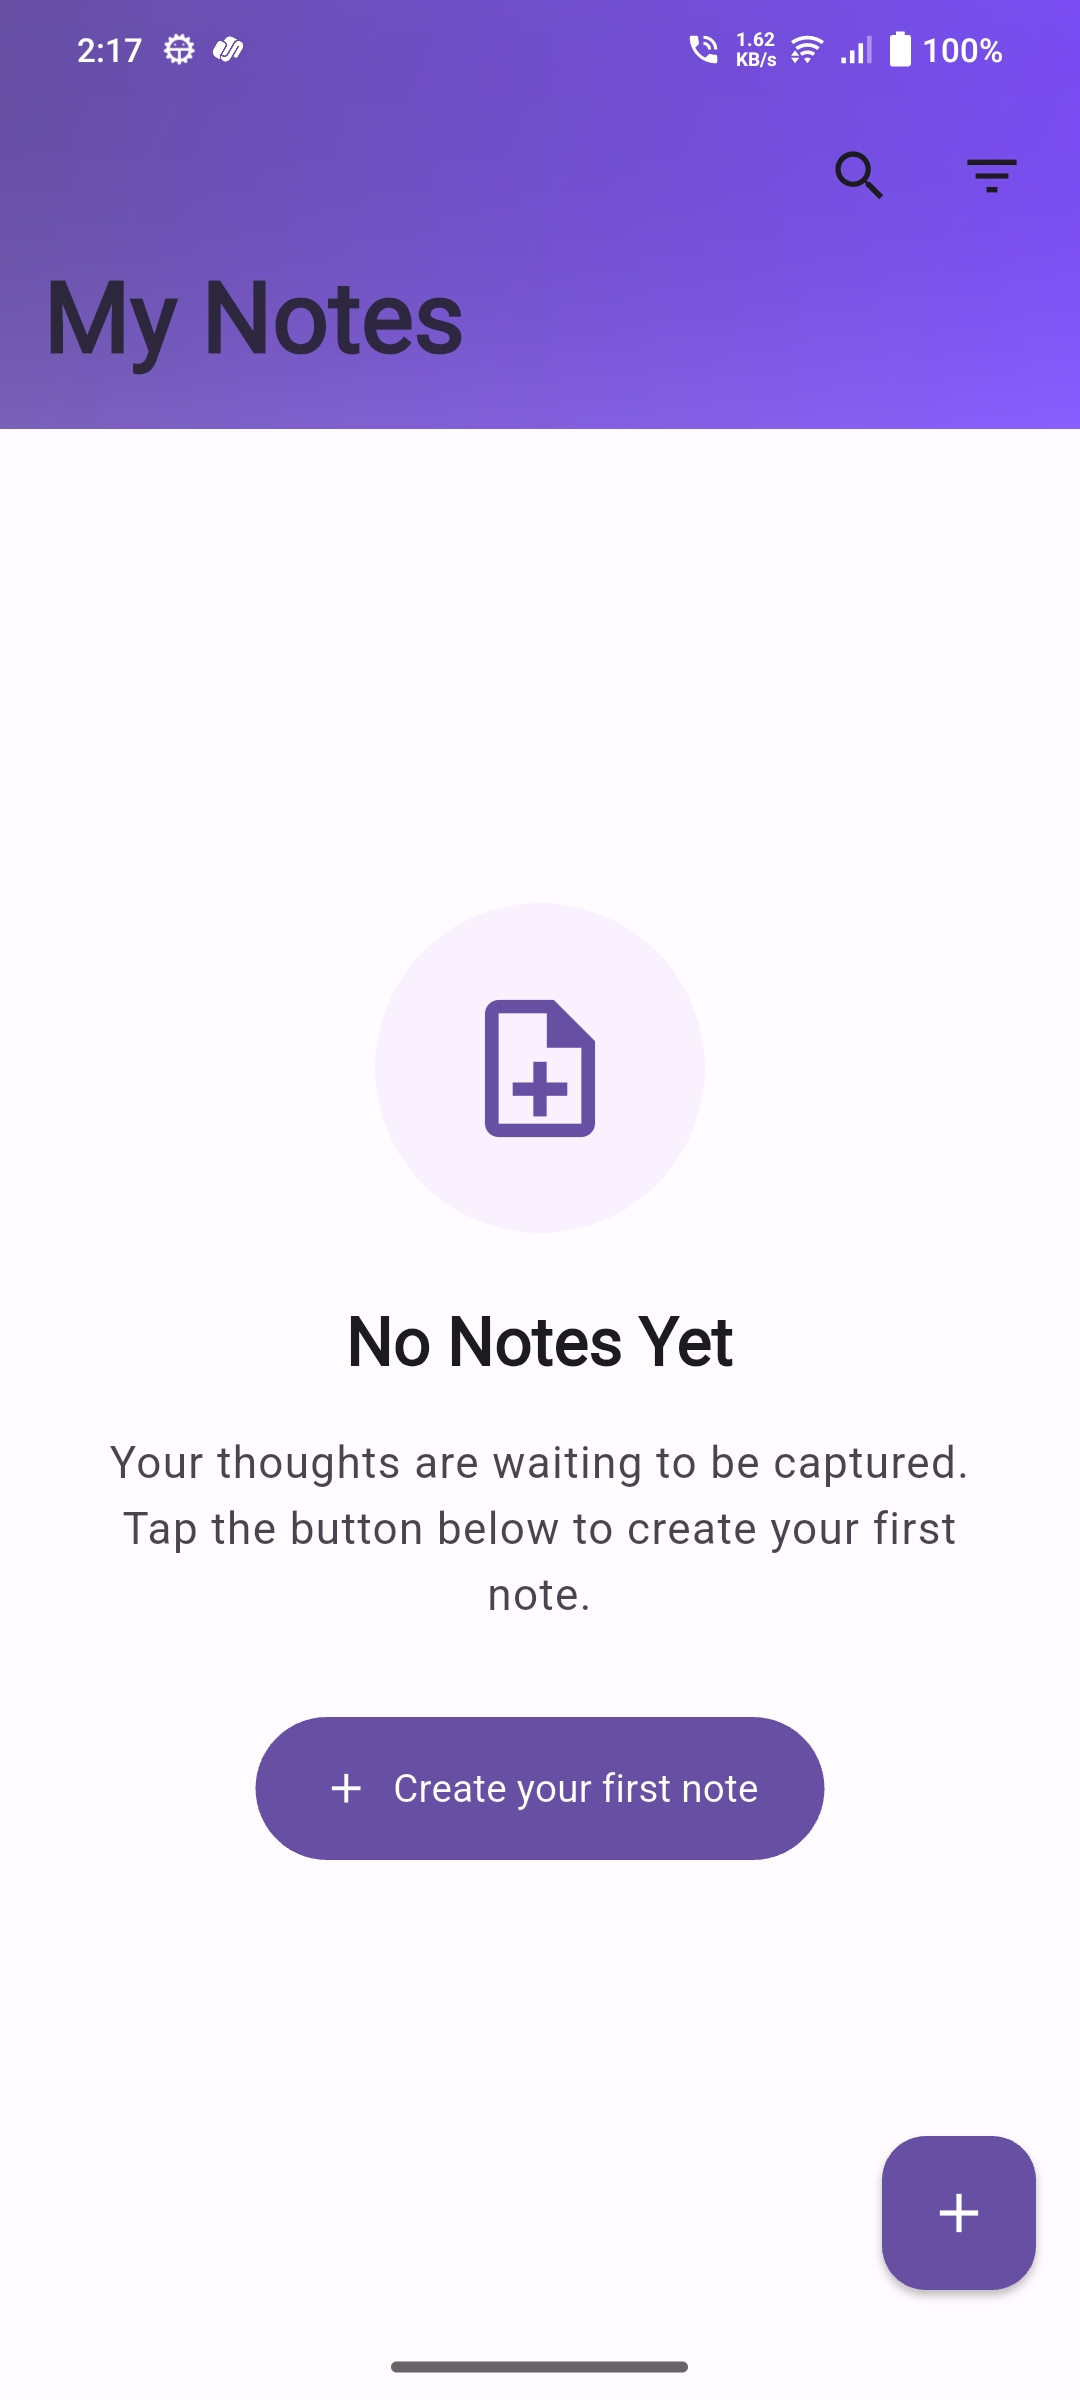 2:17
1.62
KB/s
100%
My Notes
No Notes Yet
Your thoughts are waiting to be captured.
Tap the button below to create your first
note.
Create your first note